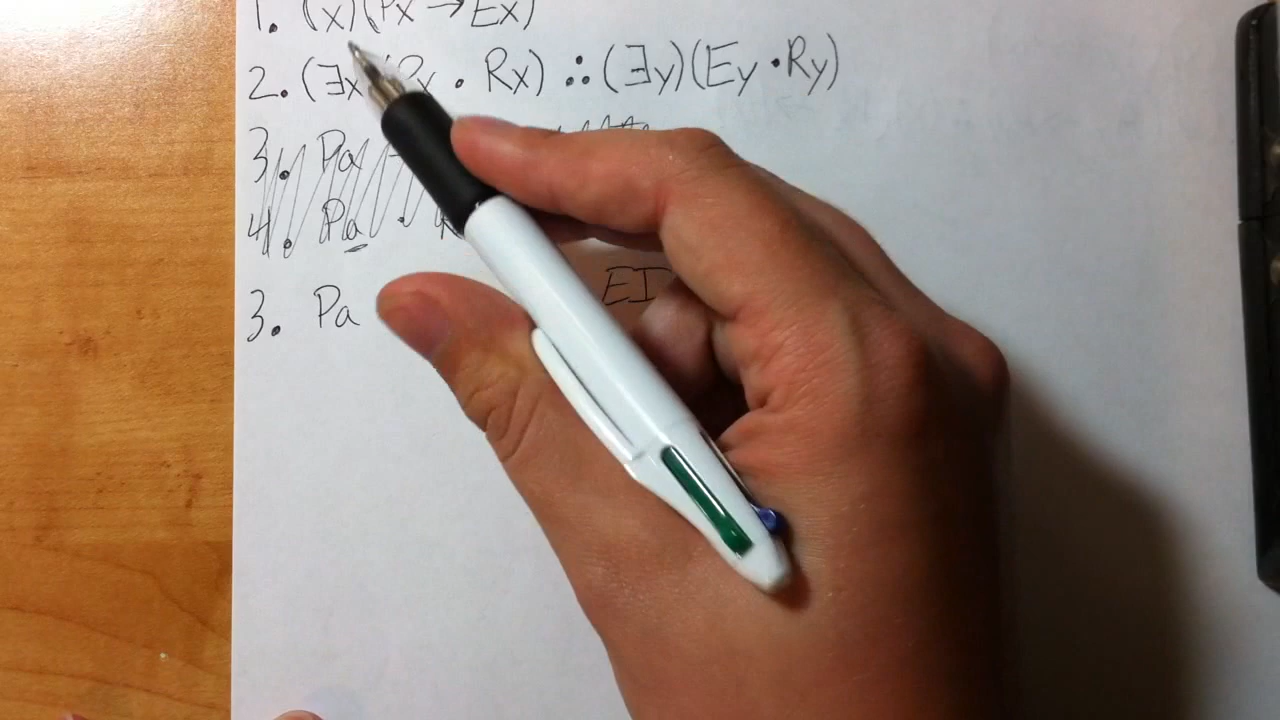 1. (x)(Px → Ex)
2. (∃x)(Px · Rx) ∴ (∃y)(Ey · Ry)
3. Pa
4. Pa ·
3. Pa
EI